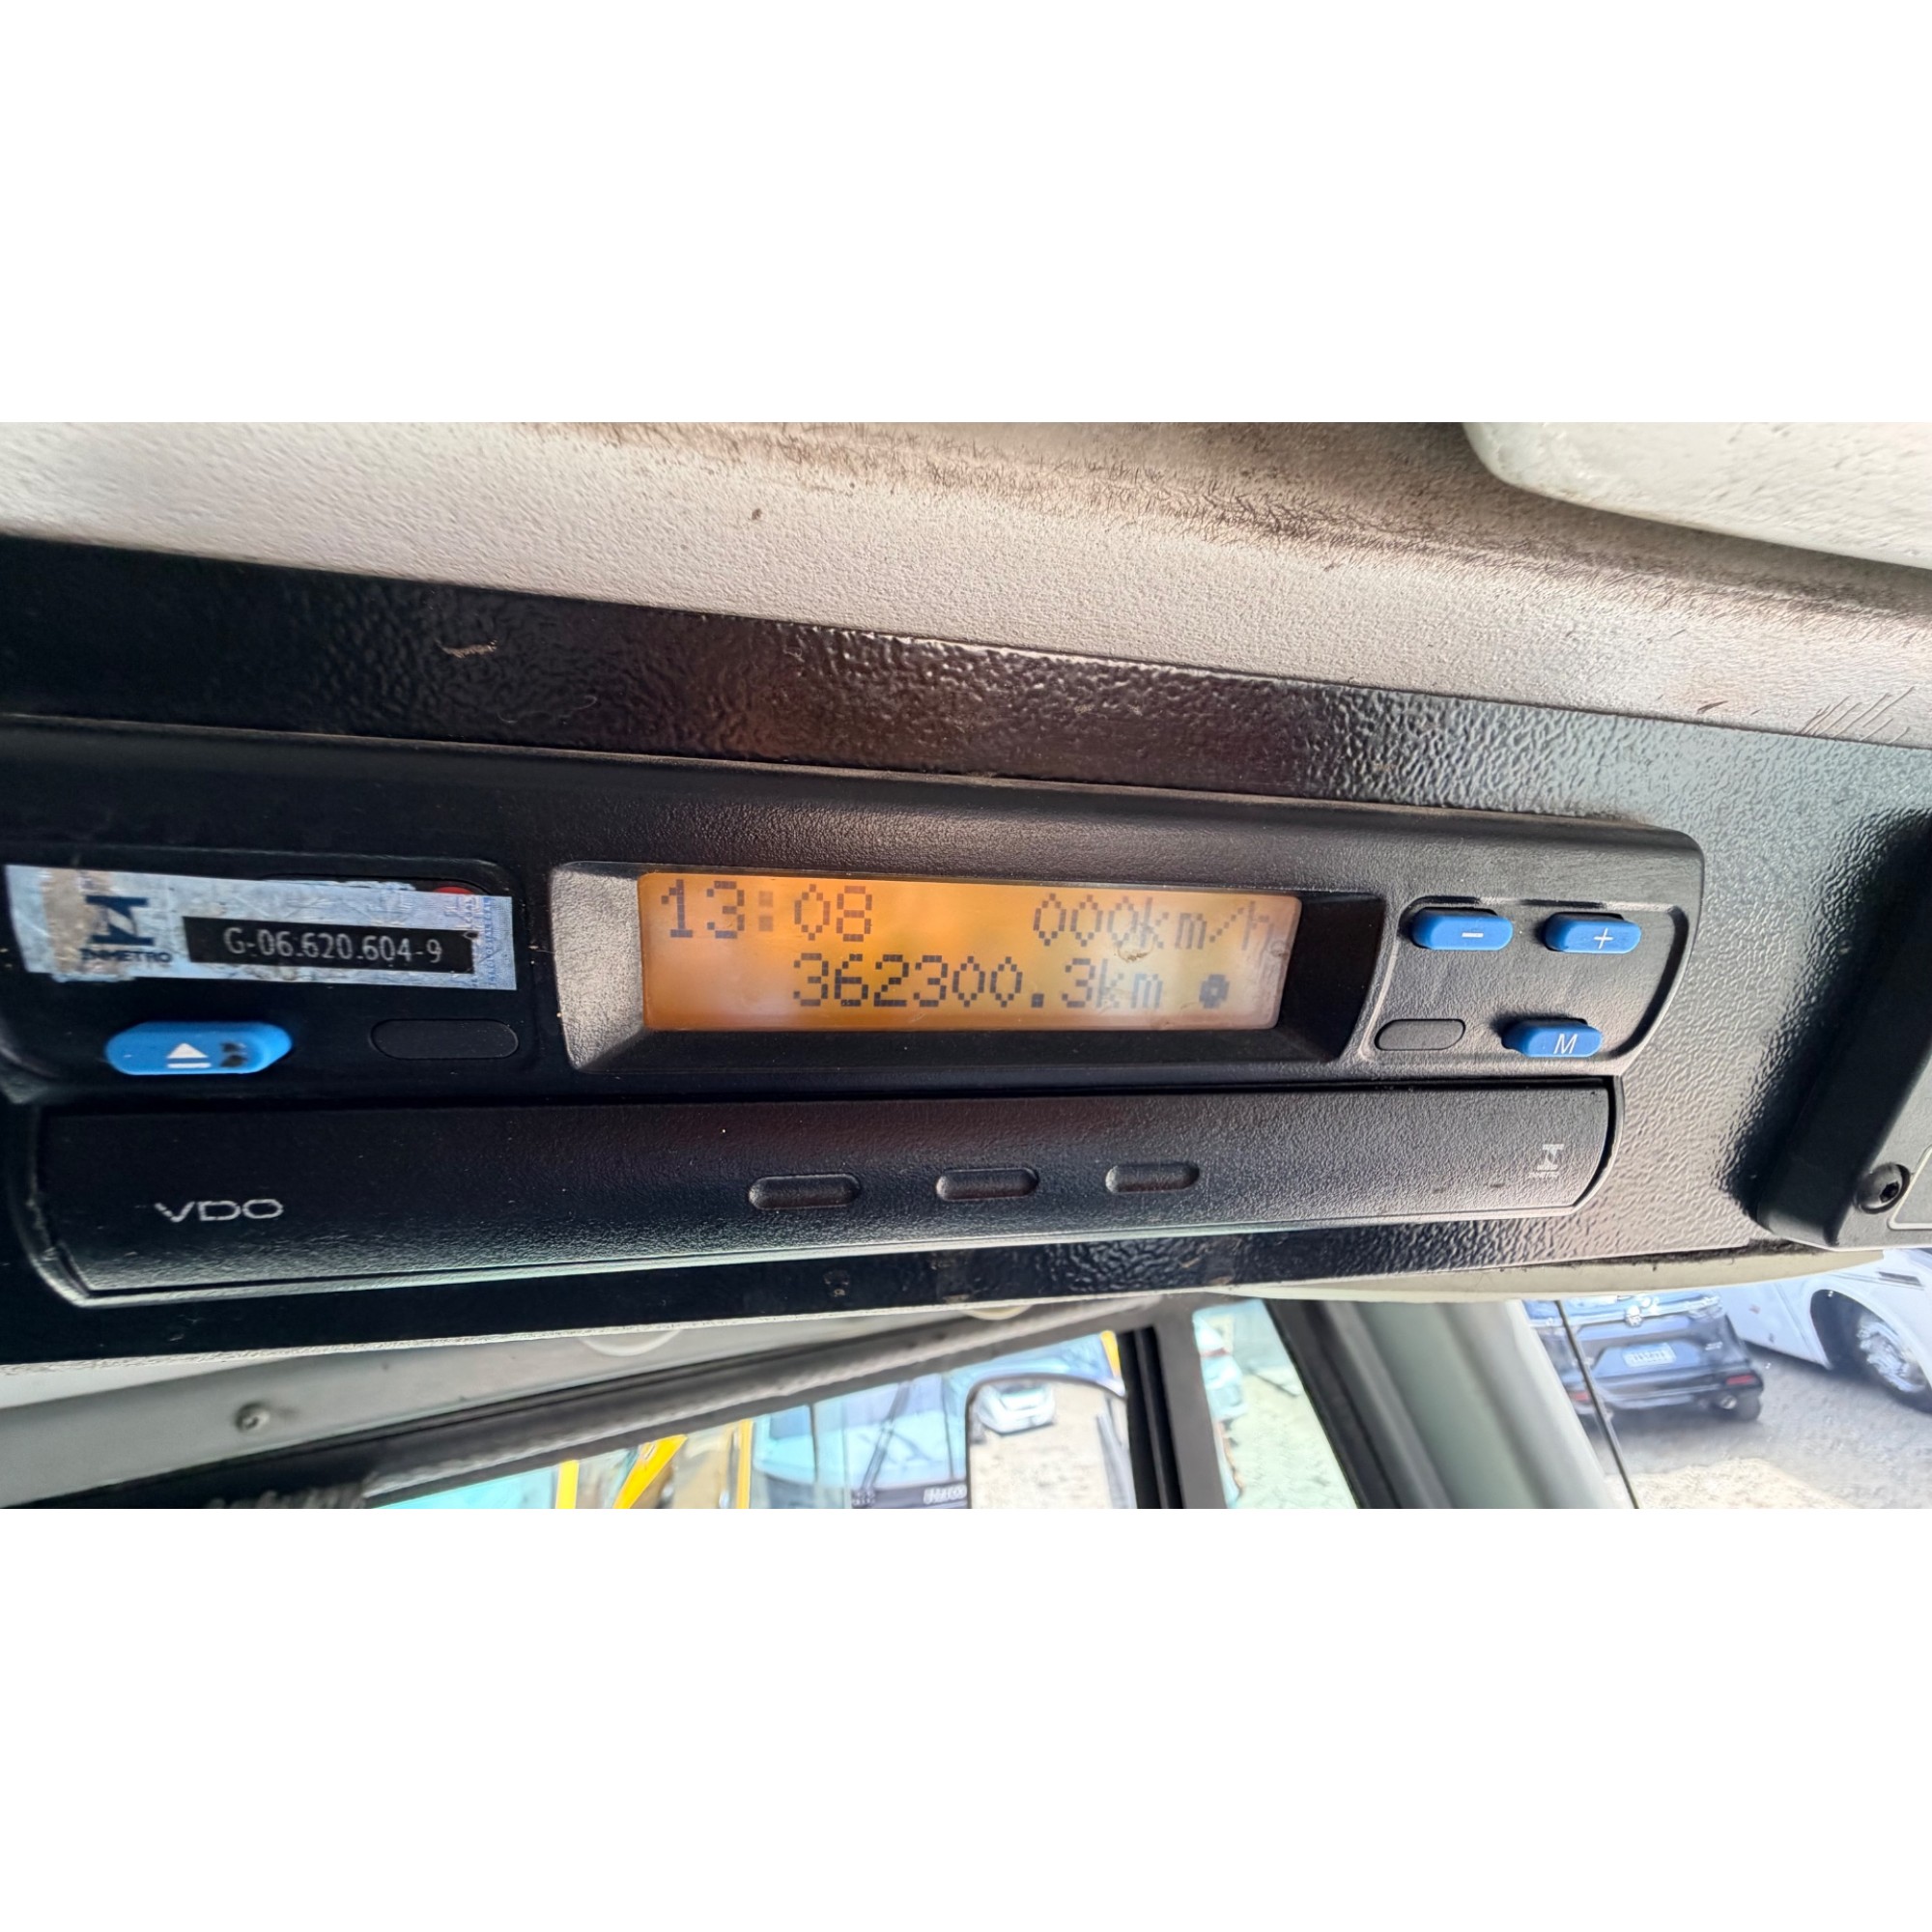 13:08 000km/h
362300.3km
INMETRO
G-06.620.604-9
- +
M
VDO